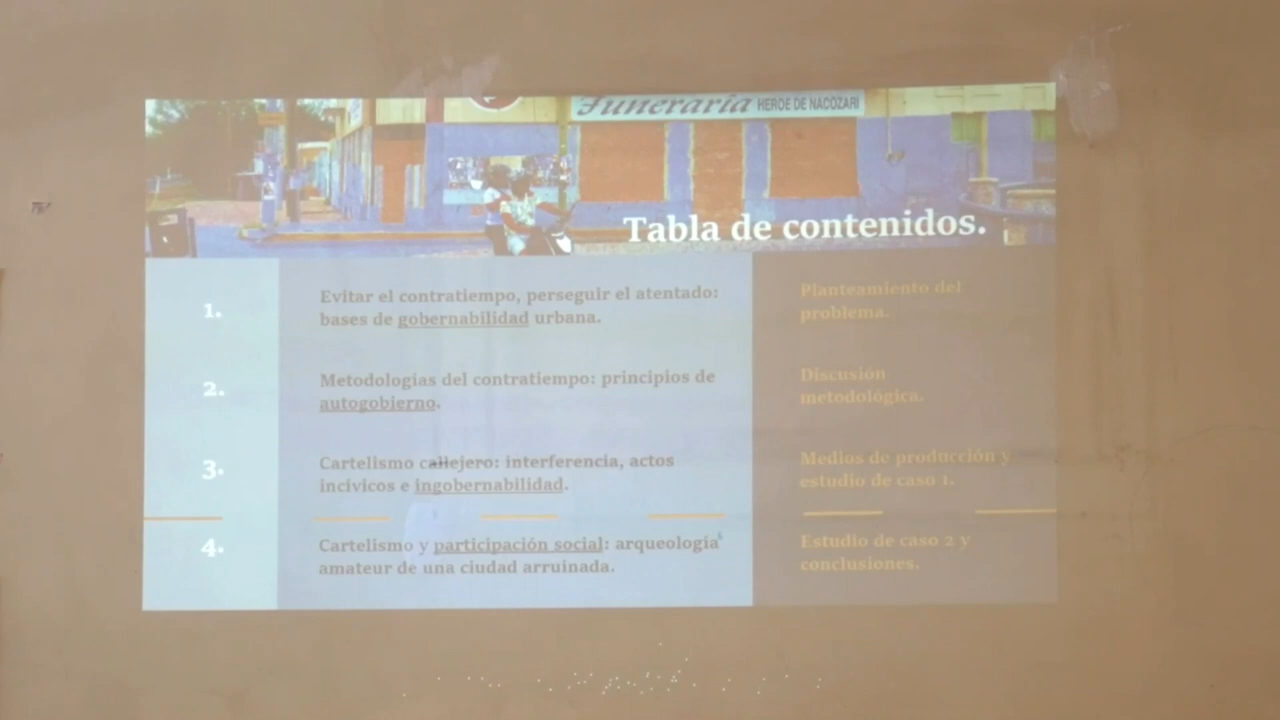 Funeraria HEROE DE NACOZARI
Tabla de contenidos.
1.
Evitar el contratiempo, perseguir el atentado:
bases de gobernabilidad urbana.
Planteamiento del
problema.
2.
Metodologías del contratiempo: principios de
autogobierno.
Discusión
metodológica.
3.
Cartelismo callejero: interferencia, actos
incívicos e ingobernabilidad.
Medios de producción y
estudio de caso 1.
4.
Cartelismo y participación social: arqueología
amateur de una ciudad arruinada.
Estudio de caso 2 y
conclusiones.